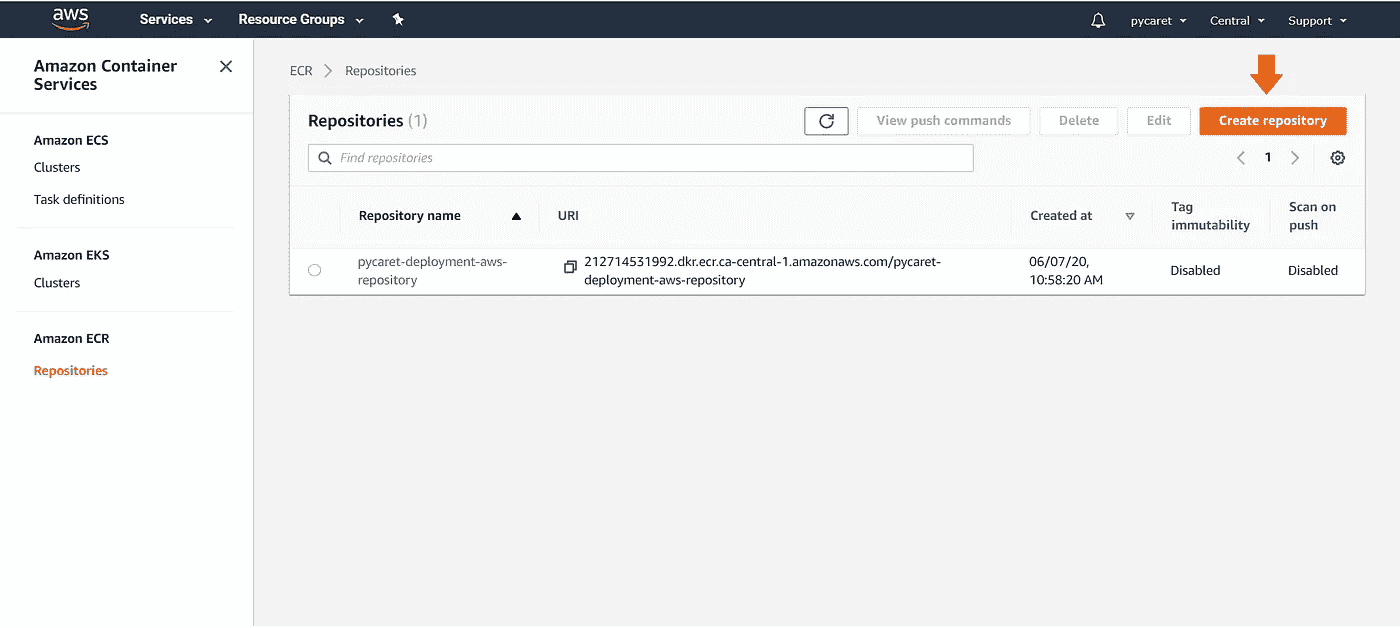 aws
Services
Resource Groups
pycaret
Central
Support
Amazon Container
Services
Amazon ECS
Clusters
Task definitions
Amazon EKS
Clusters
Amazon ECR
Repositories
ECR
Repositories
Repositories (1)
View push commands
Delete
Edit
Create repository
Find repositories
1
Repository name
URI
Created at
Tag
immutability
Scan on
push
pycaret-deployment-aws-
repository
212714531992.dkr.ecr.ca-central-1.amazonaws.com/pycaret-
deployment-aws-repository
06/07/20,
10:58:20 AM
Disabled
Disabled